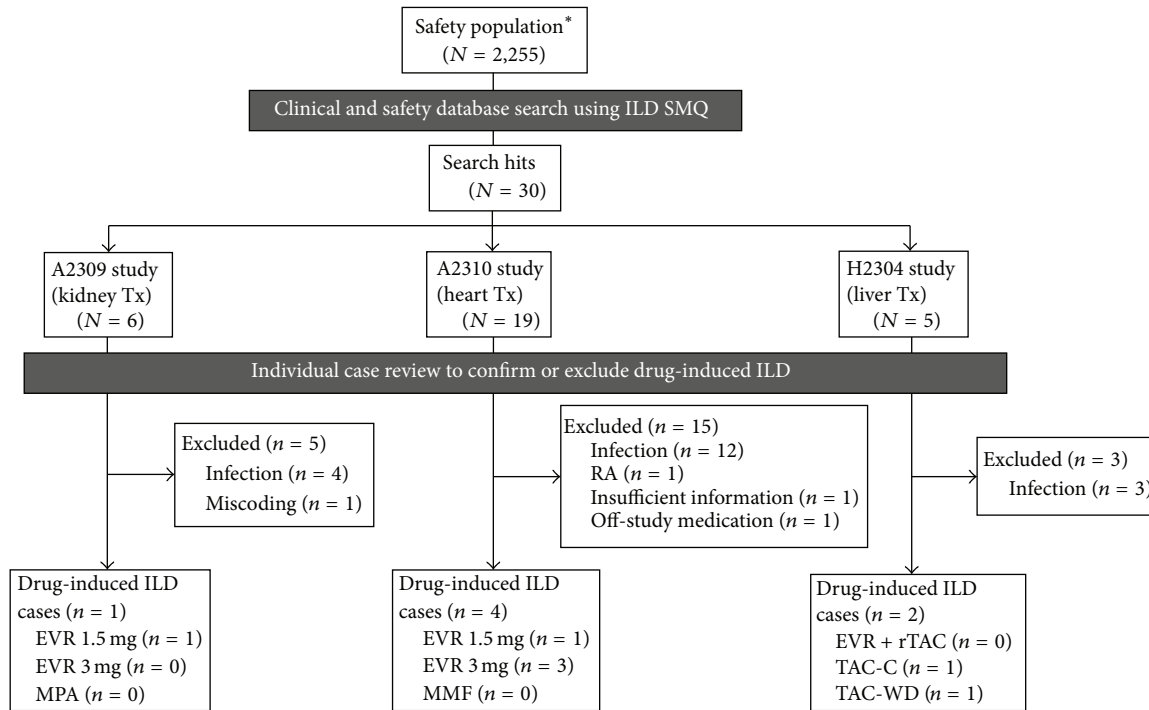 Safety population*
(N = 2,255)
Clinical and safety database search using ILD SMQ
Search hits
(N = 30)
A2309 study
(kidney Tx)
(N = 6)
A2310 study
(heart Tx)
(N = 19)
H2304 study
(liver Tx)
(N = 5)
Individual case review to confirm or exclude drug-induced ILD
Excluded (n = 5)
Infection (n = 4)
Miscoding (n = 1)
Excluded (n = 15)
Infection (n = 12)
RA (n = 1)
Insufficient information (n = 1)
Off-study medication (n = 1)
Excluded (n = 3)
Infection (n = 3)
Drug-induced ILD
cases (n = 1)
EVR 1.5 mg (n = 1)
EVR 3 mg (n = 0)
MPA (n = 0)
Drug-induced ILD
cases (n = 4)
EVR 1.5 mg (n = 1)
EVR 3 mg (n = 3)
MMF (n = 0)
Drug-induced ILD
cases (n = 2)
EVR + rTAC (n = 0)
TAC-C (n = 1)
TAC-WD (n = 1)